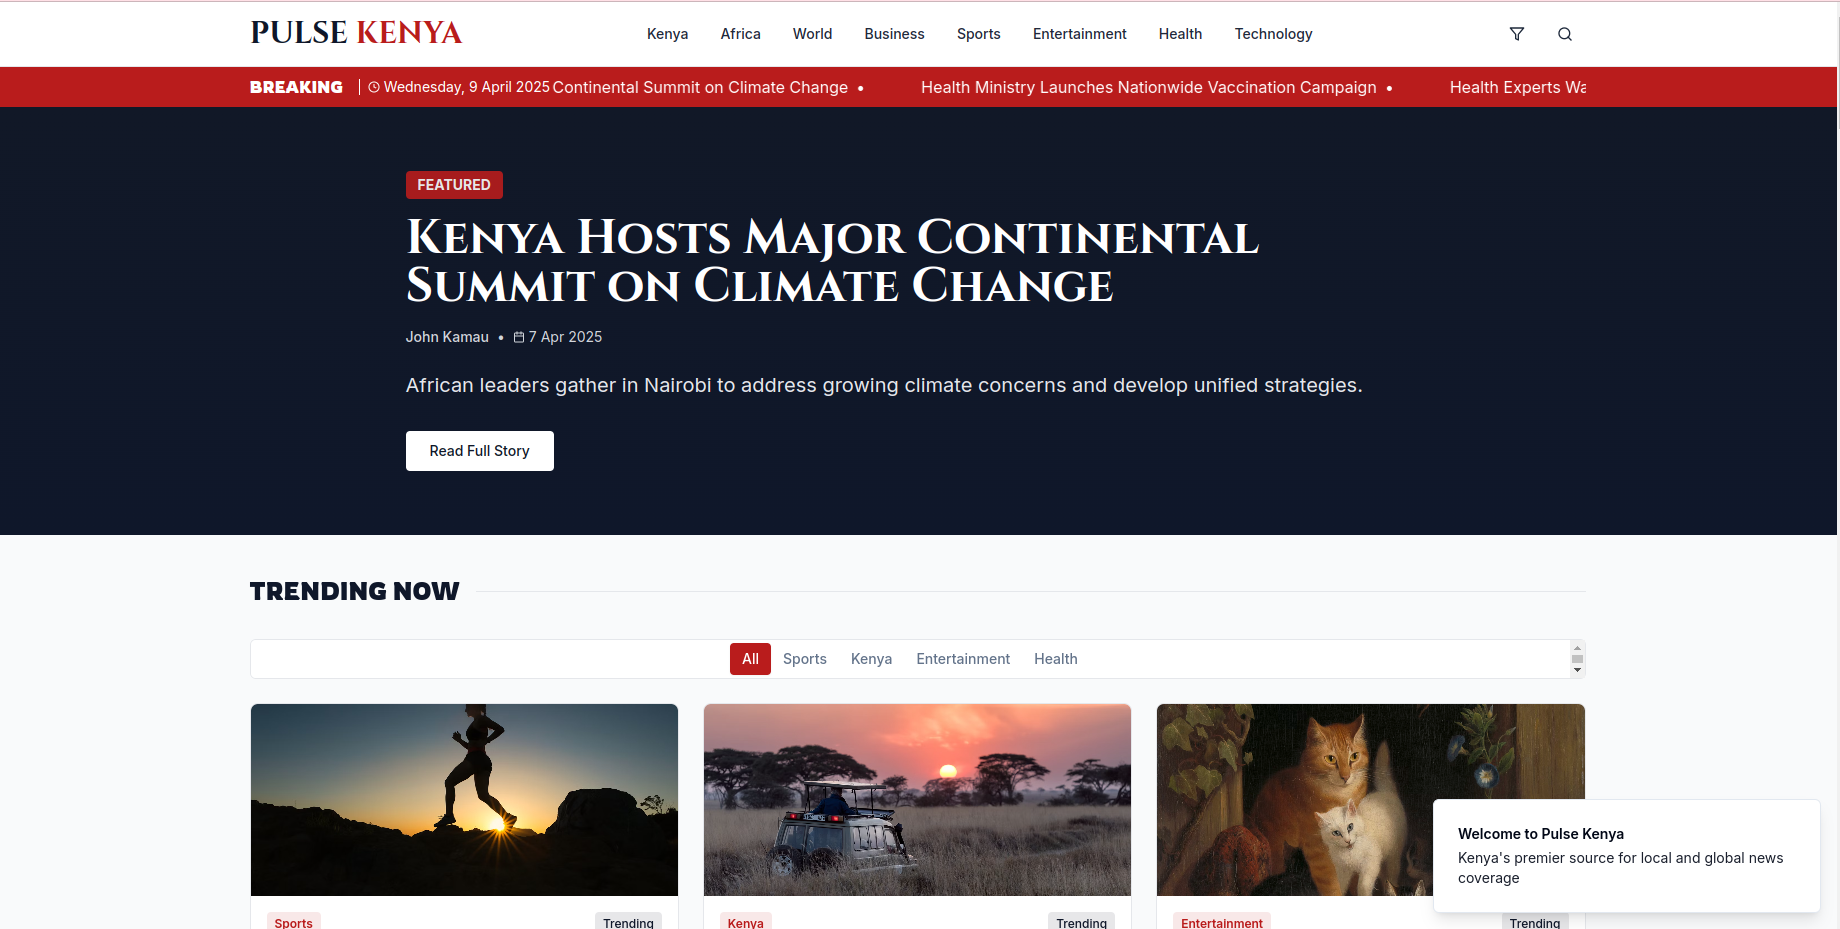 PULSE KENYA
Kenya Africa World Business Sports Entertainment Health Technology
BREAKING Wednesday, 9 April 2025 Continental Summit on Climate Change • Health Ministry Launches Nationwide Vaccination Campaign • Health Experts Wa
FEATURED
Kenya Hosts Major Continental
Summit on Climate Change
John Kamau • 7 Apr 2025
African leaders gather in Nairobi to address growing climate concerns and develop unified strategies.
Read Full Story
TRENDING NOW
All Sports Kenya Entertainment Health
Sports Trending
Kenya Trending
Entertainment Trending
Welcome to Pulse Kenya
Kenya's premier source for local and global news
coverage